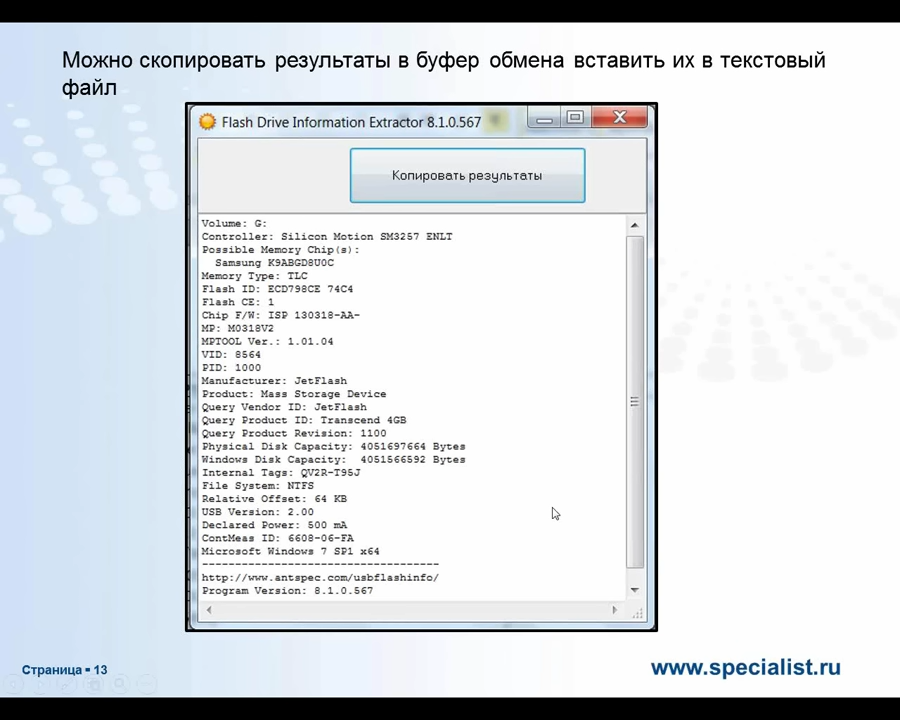 Можно скопировать результаты в буфер обмена вставить их в текстовый
файл
Flash Drive Information Extractor 8.1.0.567
Копировать результаты
Volume: G:
Controller: Silicon Motion SM3257 ENLT
Possible Memory Chip(s):
Samsung K9ABGD8U0C
Memory Type: TLC
Flash ID: ECD798CE 74C4
Flash CE: 1
Chip F/W: ISP 130318-AA-
MP: M0318V2
MPTOOL Ver.: 1.01.04
VID: 8564
PID: 1000
Manufacturer: JetFlash
Product: Mass Storage Device
Query Vendor ID: JetFlash
Query Product ID: Transcend 4GB
Query Product Revision: 1100
Physical Disk Capacity: 4051697664 Bytes
Windows Disk Capacity: 4051566592 Bytes
Internal Tags: QV2R-T95J
File System: NTFS
Relative Offset: 64 KB
USB Version: 2.00
Declared Power: 500 mA
ContMeas ID: 6608-06-FA
Microsoft Windows 7 SP1 x64
------------------------------------
http://www.antspec.com/usbflashinfo/
Program Version: 8.1.0.567
Страница ▪ 13
www.specialist.ru